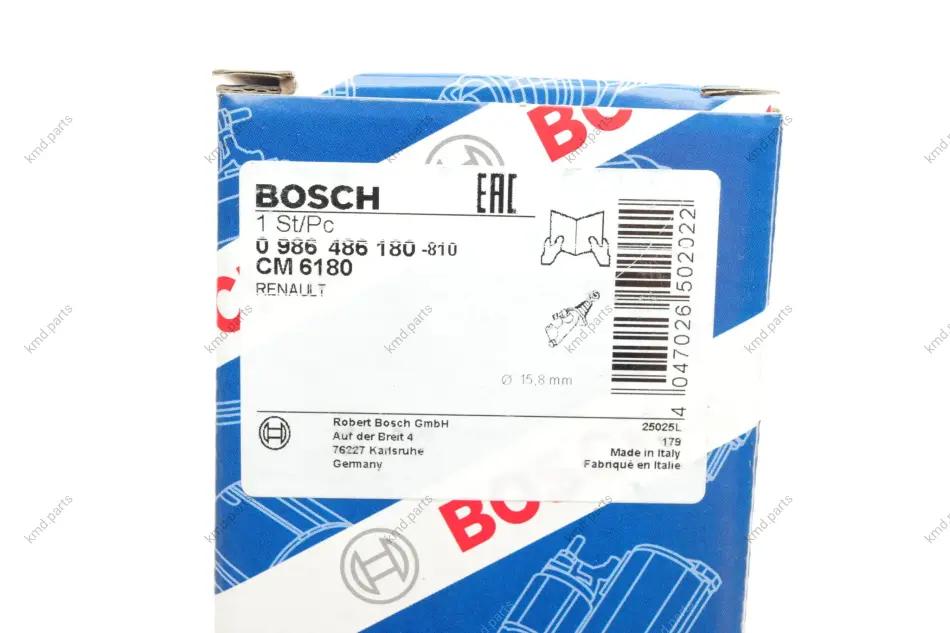 BOSCH
EAC
1 St/Pc
0 986 486 180 -810
CM 6180
RENAULT
Ø 15,8 mm
4 047026 502022
Robert Bosch GmbH
Auf der Breit 4
76227 Karlsruhe
Germany
25025L
179
Made in Italy
Fabriqué en Italie
BOSCH
kmd.parts